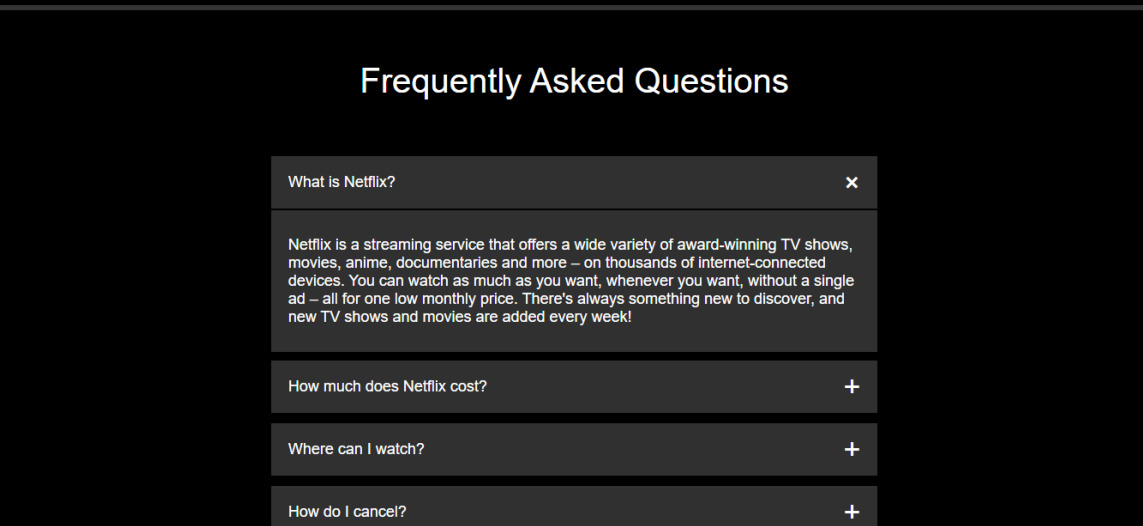 Frequently Asked Questions
What is Netflix?
Netflix is a streaming service that offers a wide variety of award-winning TV shows,
movies, anime, documentaries and more – on thousands of internet-connected
devices. You can watch as much as you want, whenever you want, without a single
ad – all for one low monthly price. There's always something new to discover, and
new TV shows and movies are added every week!
How much does Netflix cost?
Where can I watch?
How do I cancel?